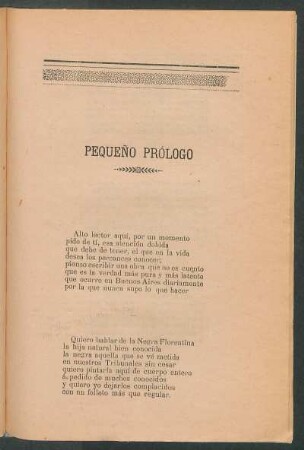 PEQUEÑO PRÓLOGO
Alto lector aquí, por un momento
pido de tí, esa atención debida
que debe de tener, el que en la vida
desea los percances conocer;
pienso escribir una obra que no es cuento
que es la verdad más pura y más latente
que ocurre en Buenos Aires diariamente
por la que nunca supo lo que hacer.
Quiero hablar de la Negra Florentina
la hija natural bien conocida
la negra aquella que se vé metida
en nuestros Tribunales sin cesar
quiero pintarla aquí de cuerpo entero
á pedido de muchos conocidos
y quiero yo dejarlos complacidos
con un folleto más que regular.